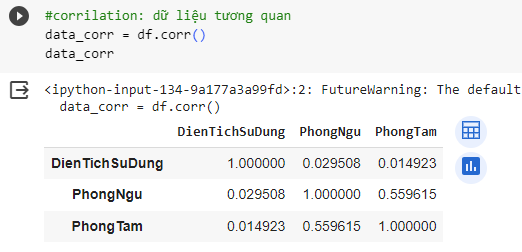 #corrilation: dữ liệu tương quan
data_corr = df.corr()
data_corr
<ipython-input-134-9a177a3a99fd>:2: FutureWarning: The default
data_corr = df.corr()
DienTichSuDung PhongNgu PhongTam
DienTichSuDung 1.000000 0.029508 0.014923
PhongNgu 0.029508 1.000000 0.559615
PhongTam 0.014923 0.559615 1.000000